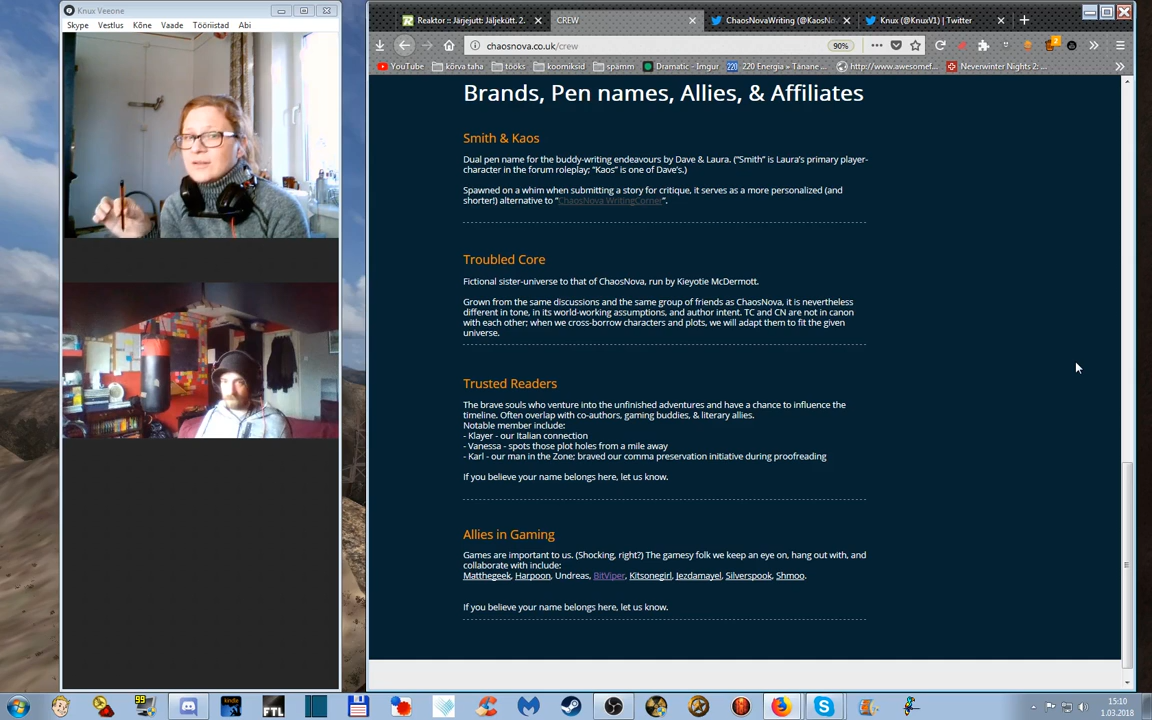 Knux Veeone
Skype Vestlus Kõne Vaade Tööriistad Abi
Reaktor :: Järjejutt: Jäljekütt. 2.
CREW
ChaosNovaWriting (@KaosNo
Knux (@KnuxV1) | Twitter
chaosnova.co.uk/crew
90%
2
YouTube kõrva taha tööks koomiksid spämm Dramatic - Imgur 220 220 Energia » Tänane ... http://www.awesomef... Neverwinter Nights 2: ...
Brands, Pen names, Allies, & Affiliates
Smith & Kaos
Dual pen name for the buddy-writing endeavours by Dave & Laura. ("Smith" is Laura's primary player-
character in the forum roleplay; "Kaos" is one of Dave's.)
Spawned on a whim when submitting a story for critique, it serves as a more personalized (and
shorter!) alternative to "ChaosNova WritingCorner".
Troubled Core
Fictional sister-universe to that of ChaosNova, run by Kieyotie McDermott.
Grown from the same discussions and the same group of friends as ChaosNova, it is nevertheless
different in tone, in its world-working assumptions, and author intent. TC and CN are not in canon
with each other; when we cross-borrow characters and plots, we will adapt them to fit the given
universe.
Trusted Readers
The brave souls who venture into the unfinished adventures and have a chance to influence the
timeline. Often overlap with co-authors, gaming buddies, & literary allies.
Notable member include:
- Klayer - our Italian connection
- Vanessa - spots those plot holes from a mile away
- Karl - our man in the Zone; braved our comma preservation initiative during proofreading
If you believe your name belongs here, let us know.
Allies in Gaming
Games are important to us. (Shocking, right?) The gamesy folk we keep an eye on, hang out with, and
collaborate with include:
Matthegeek, Harpoon, Undreas, BitViper, Kitsonegirl, Jezdamayel, Silverspook, Shmoo.
If you believe your name belongs here, let us know.
99
kindle
FTL
15:10
1.03.2018